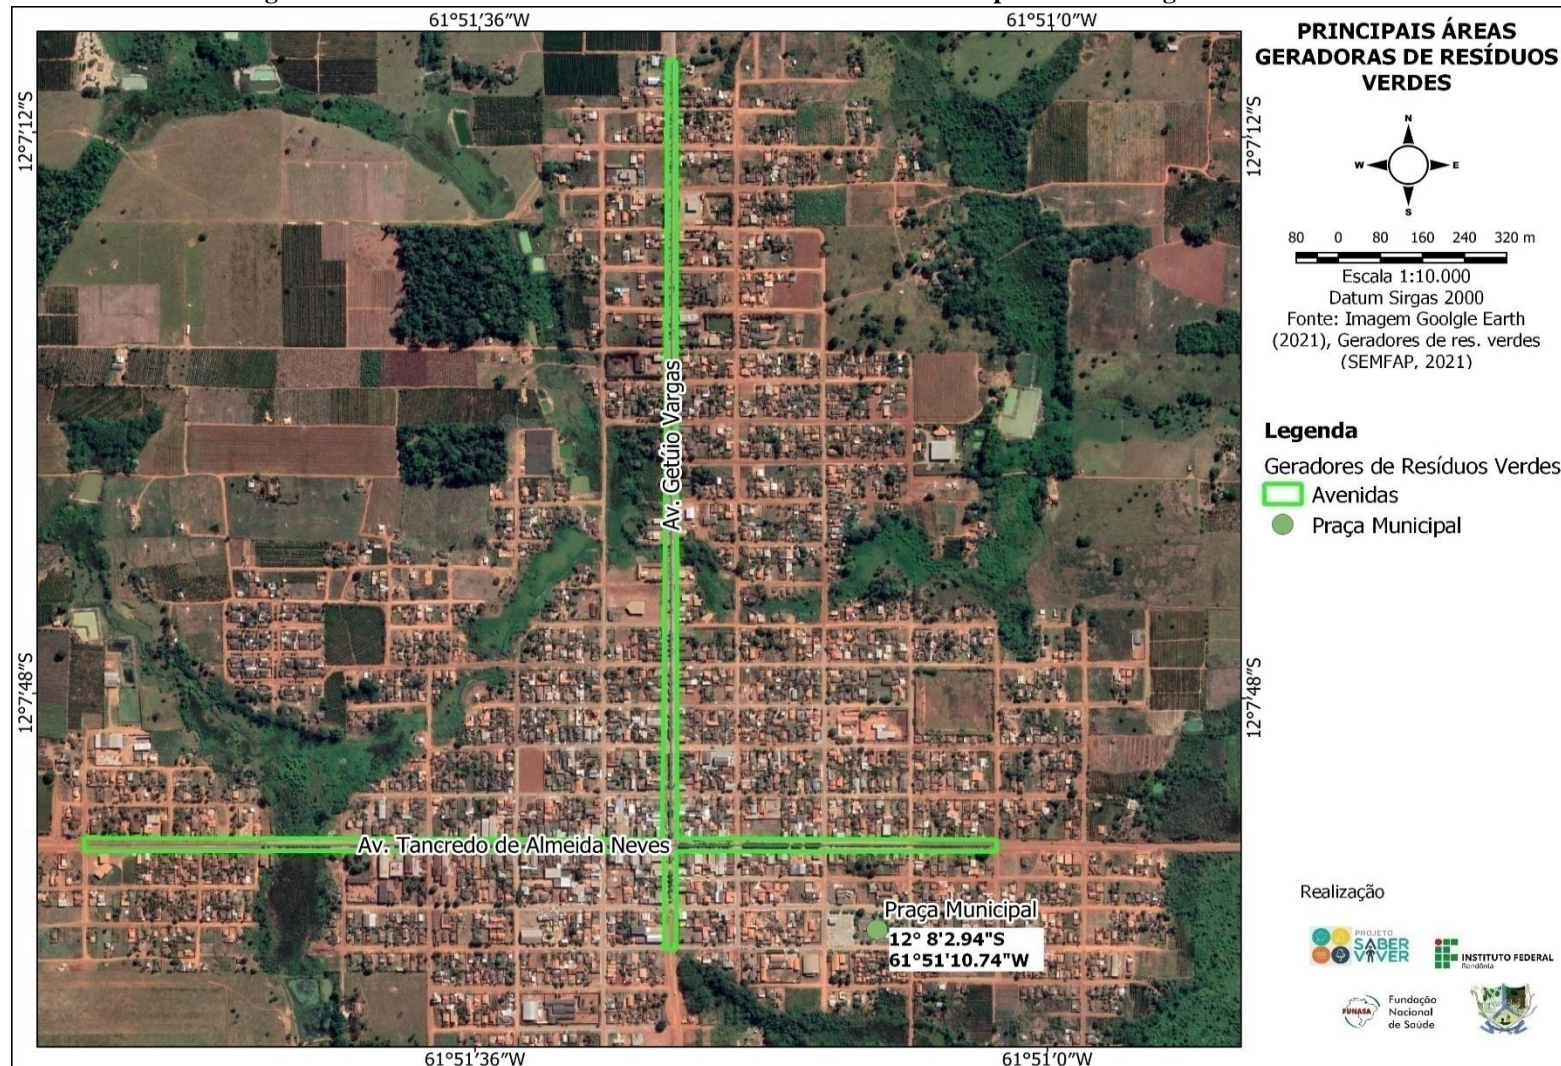 61°51'36"W
61°51'0"W
PRINCIPAIS ÁREAS
GERADORAS DE RESÍDUOS
VERDES
12°7'12"S
12°7'12"S
N
W
E
S
80 0 80 160 240 320 m
Escala 1:10.000
Datum Sirgas 2000
Fonte: Imagem Goolgle Earth
(2021), Geradores de res. verdes
(SEMFAP, 2021)
Av. Getúio Vargas
Legenda
Geradores de Resíduos Verdes
Avenidas
Praça Municipal
12°7'48"S
12°7'48"S
Av. Tancredo de Almeida Neves
Praça Municipal
12° 8'2.94"S
61°51'10.74"W
Realização
PROJETO
SABER
VIVER
INSTITUTO FEDERAL
Rondônia
FUNASA
Fundação
Nacional
de Saúde
61°51'36"W
61°51'0"W